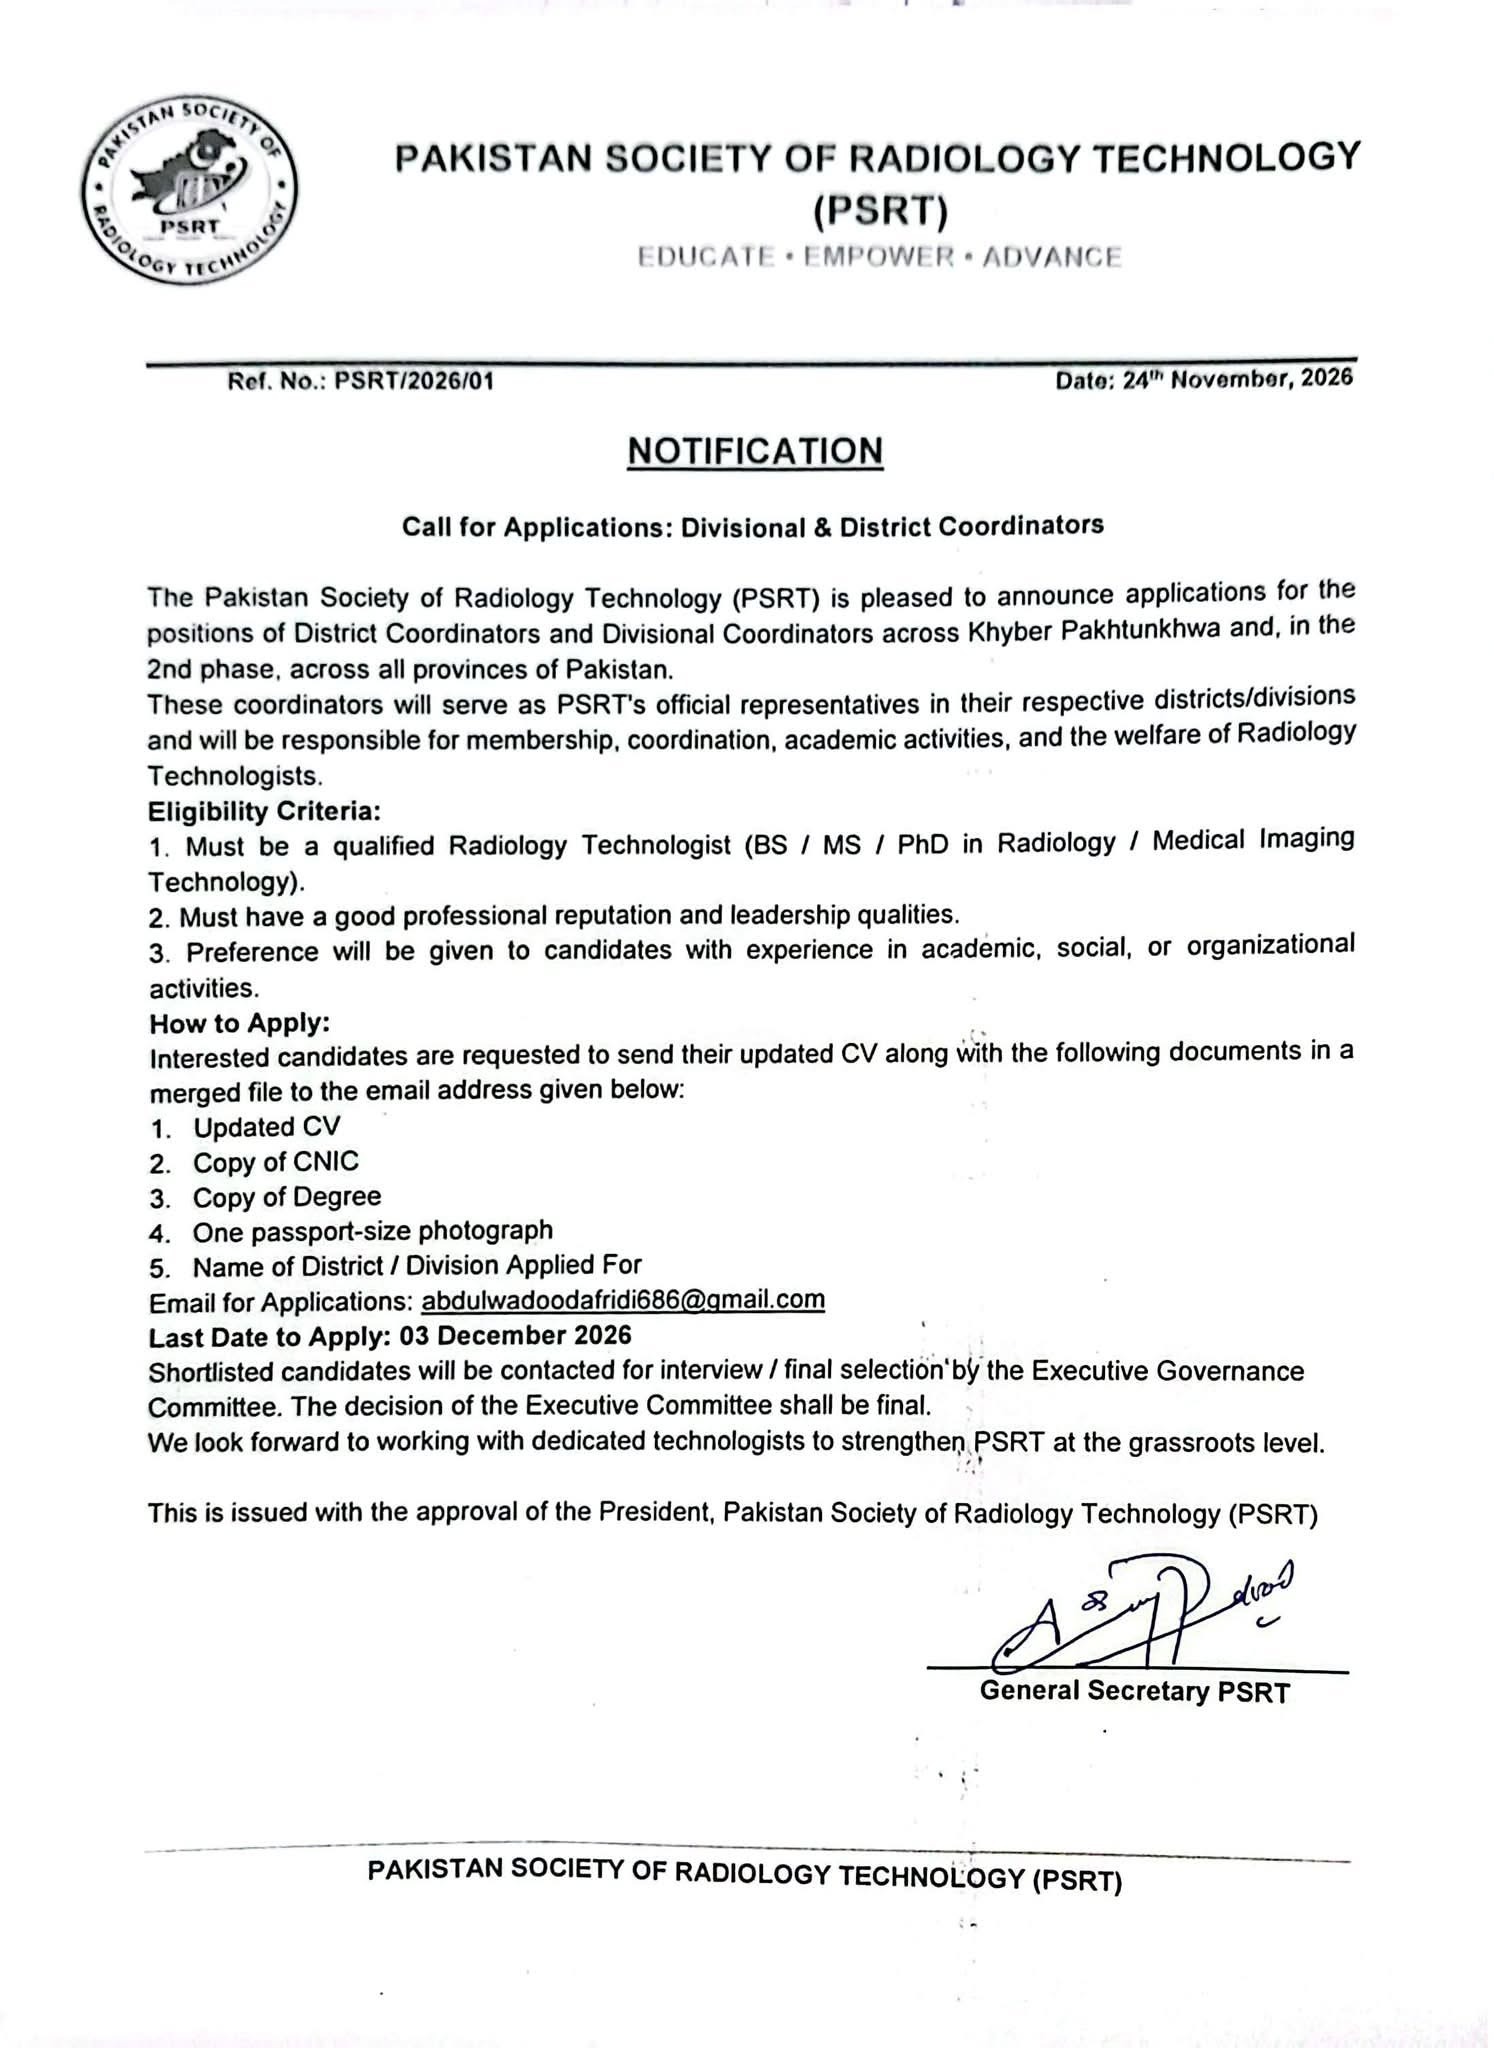 PAKISTAN SOCIETY OF
RADIOLOGY TECHNOLOGY
PSRT
PAKISTAN SOCIETY OF RADIOLOGY TECHNOLOGY
(PSRT)
EDUCATE • EMPOWER • ADVANCE
Ref. No.: PSRT/2026/01 Date: 24th November, 2026
NOTIFICATION
Call for Applications: Divisional & District Coordinators
The Pakistan Society of Radiology Technology (PSRT) is pleased to announce applications for the
positions of District Coordinators and Divisional Coordinators across Khyber Pakhtunkhwa and, in the
2nd phase, across all provinces of Pakistan.
These coordinators will serve as PSRT's official representatives in their respective districts/divisions
and will be responsible for membership, coordination, academic activities, and the welfare of Radiology
Technologists.
Eligibility Criteria:
1. Must be a qualified Radiology Technologist (BS / MS / PhD in Radiology / Medical Imaging
Technology).
2. Must have a good professional reputation and leadership qualities.
3. Preference will be given to candidates with experience in academic, social, or organizational
activities.
How to Apply:
Interested candidates are requested to send their updated CV along with the following documents in a
merged file to the email address given below:
1. Updated CV
2. Copy of CNIC
3. Copy of Degree
4. One passport-size photograph
5. Name of District / Division Applied For
Email for Applications: abdulwadoodafridi686@gmail.com
Last Date to Apply: 03 December 2026
Shortlisted candidates will be contacted for interview / final selection by the Executive Governance
Committee. The decision of the Executive Committee shall be final.
We look forward to working with dedicated technologists to strengthen PSRT at the grassroots level.
This is issued with the approval of the President, Pakistan Society of Radiology Technology (PSRT)
General Secretary PSRT
PAKISTAN SOCIETY OF RADIOLOGY TECHNOLOGY (PSRT)